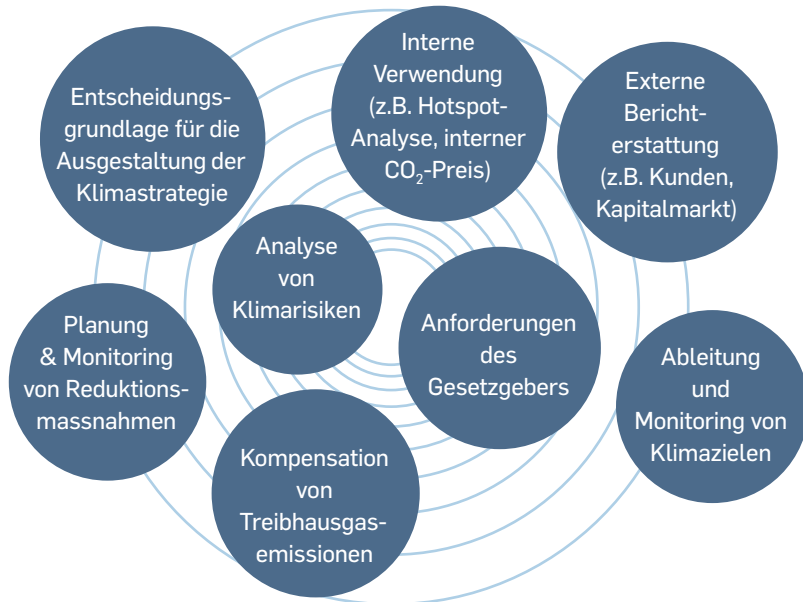 Entscheidungs-
grundlage für die
Ausgestaltung der
Klimastrategie
Interne
Verwendung
(z.B. Hotspot-
Analyse, interner
CO₂-Preis)
Externe
Bericht-
erstattung
(z.B. Kunden,
Kapitalmarkt)
Analyse
von
Klimarisiken
Anforderungen
des
Gesetzgebers
Planung
& Monitoring
von Reduktions-
massnahmen
Ableitung
und
Monitoring von
Klimazielen
Kompensation
von
Treibhausgas-
emissionen